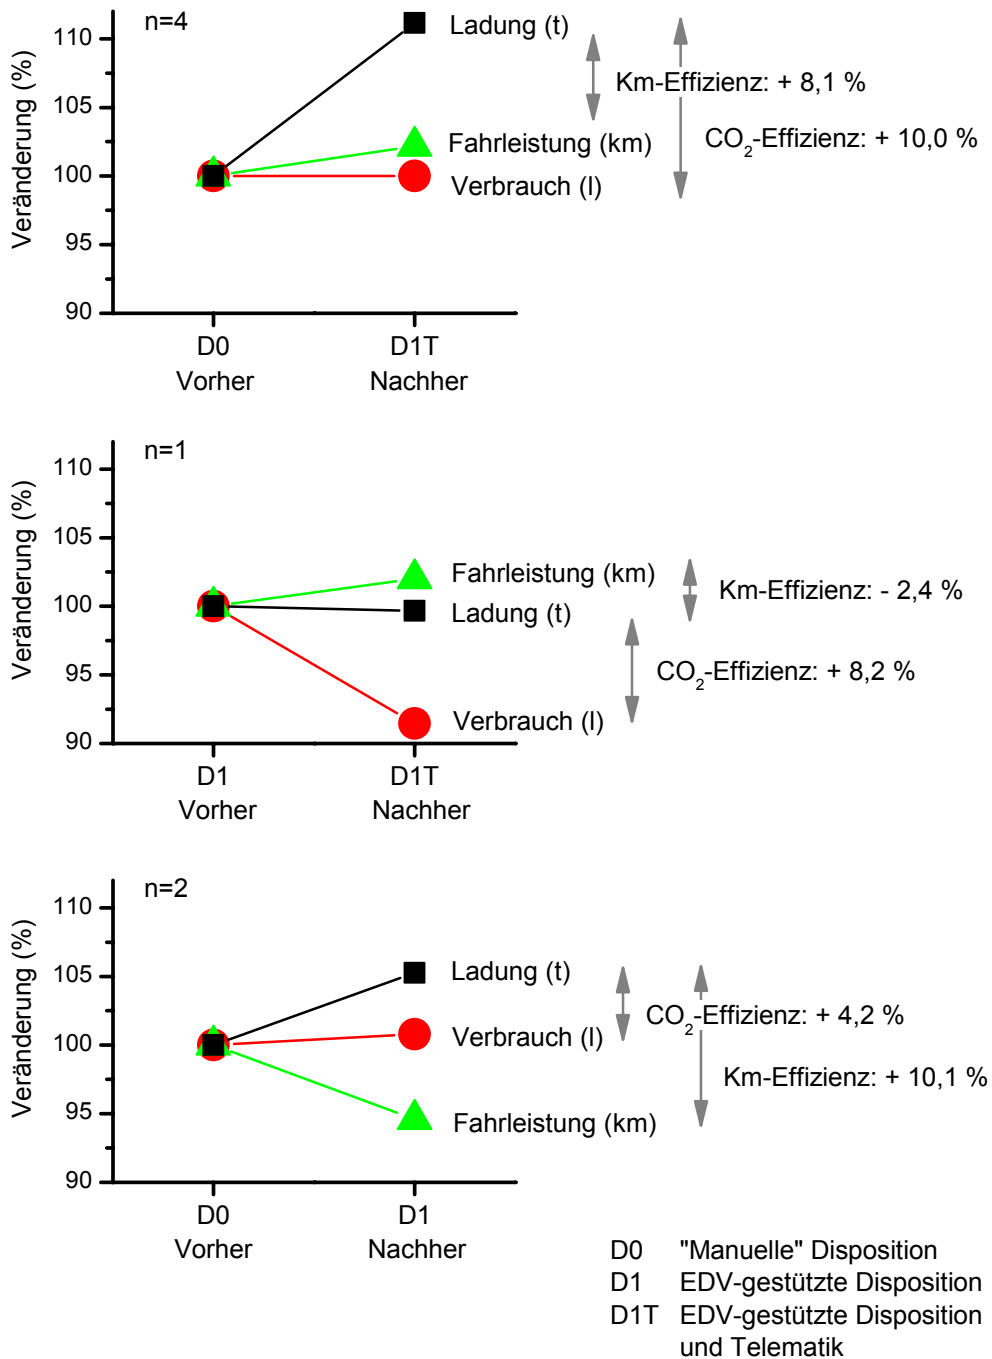 n=4
Veränderung (%)
110
105
100
95
90
Ladung (t)
Fahrleistung (km)
Verbrauch (l)
Km-Effizienz: + 8,1 %
CO2-Effizienz: + 10,0 %
D0
Vorher
D1T
Nachher
n=1
Veränderung (%)
110
105
100
95
90
Fahrleistung (km)
Ladung (t)
Verbrauch (l)
Km-Effizienz: - 2,4 %
CO2-Effizienz: + 8,2 %
D1
Vorher
D1T
Nachher
n=2
Veränderung (%)
110
105
100
95
90
Ladung (t)
Verbrauch (l)
Fahrleistung (km)
CO2-Effizienz: + 4,2 %
Km-Effizienz: + 10,1 %
D0
Vorher
D1
Nachher
D0 "Manuelle" Disposition
D1 EDV-gestützte Disposition
D1T EDV-gestützte Disposition
und Telematik